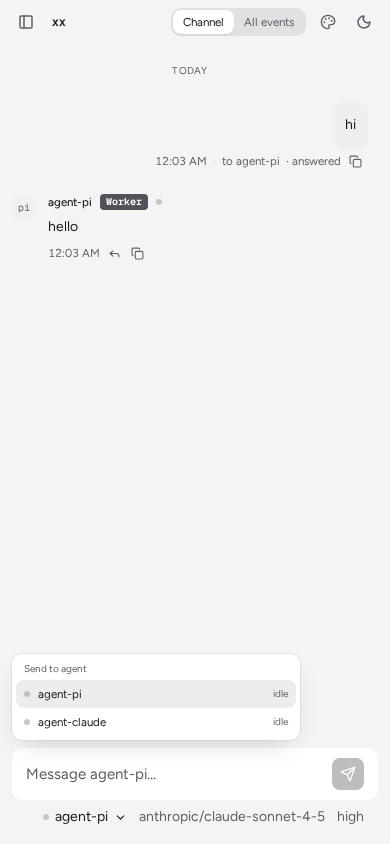 xx
Channel All events
TODAY
hi
12:03 AM · to agent-pi · answered
pi agent-pi Worker
hello
12:03 AM
Send to agent
agent-pi idle
agent-claude idle
Message agent-pi...
agent-pi anthropic/claude-sonnet-4-5 high